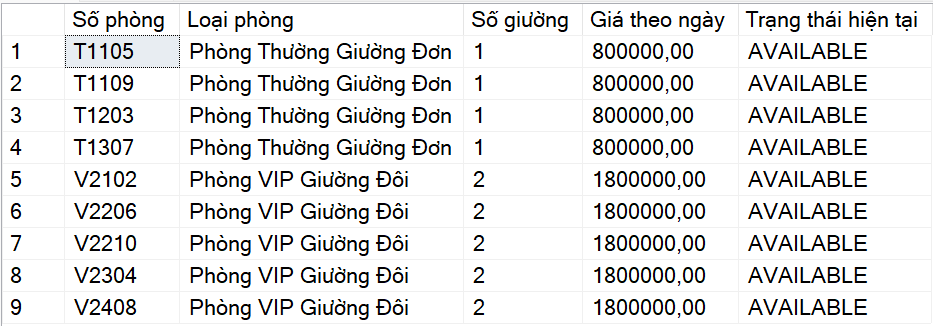 Số phòng Loại phòng Số giường Giá theo ngày Trạng thái hiện tại
1 T1105 Phòng Thường Giường Đơn 1 800000,00 AVAILABLE
2 T1109 Phòng Thường Giường Đơn 1 800000,00 AVAILABLE
3 T1203 Phòng Thường Giường Đơn 1 800000,00 AVAILABLE
4 T1307 Phòng Thường Giường Đơn 1 800000,00 AVAILABLE
5 V2102 Phòng VIP Giường Đôi 2 1800000,00 AVAILABLE
6 V2206 Phòng VIP Giường Đôi 2 1800000,00 AVAILABLE
7 V2210 Phòng VIP Giường Đôi 2 1800000,00 AVAILABLE
8 V2304 Phòng VIP Giường Đôi 2 1800000,00 AVAILABLE
9 V2408 Phòng VIP Giường Đôi 2 1800000,00 AVAILABLE